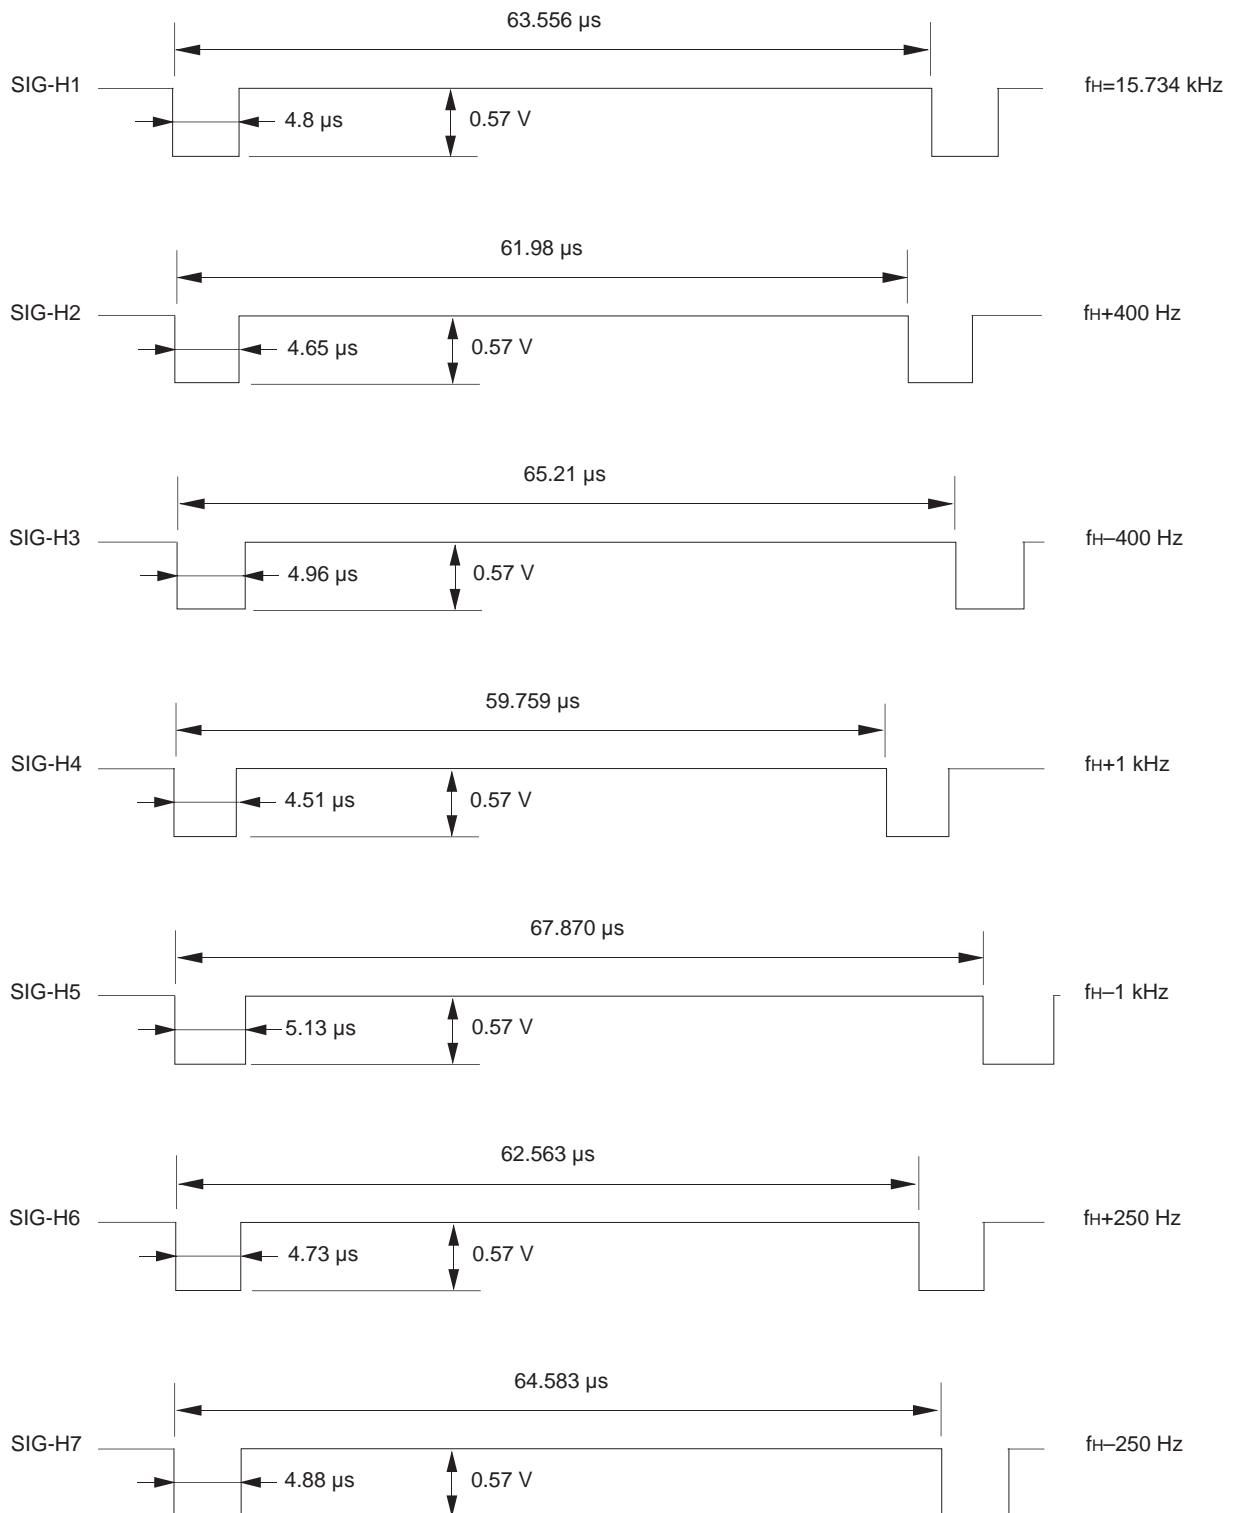 63.556 µs
SIG-H1
fH=15.734 kHz
4.8 µs
0.57 V
61.98 µs
SIG-H2
fH+400 Hz
4.65 µs
0.57 V
65.21 µs
SIG-H3
fH–400 Hz
4.96 µs
0.57 V
59.759 µs
SIG-H4
fH+1 kHz
4.51 µs
0.57 V
67.870 µs
SIG-H5
fH–1 kHz
5.13 µs
0.57 V
62.563 µs
SIG-H6
fH+250 Hz
4.73 µs
0.57 V
64.583 µs
SIG-H7
fH–250 Hz
4.88 µs
0.57 V